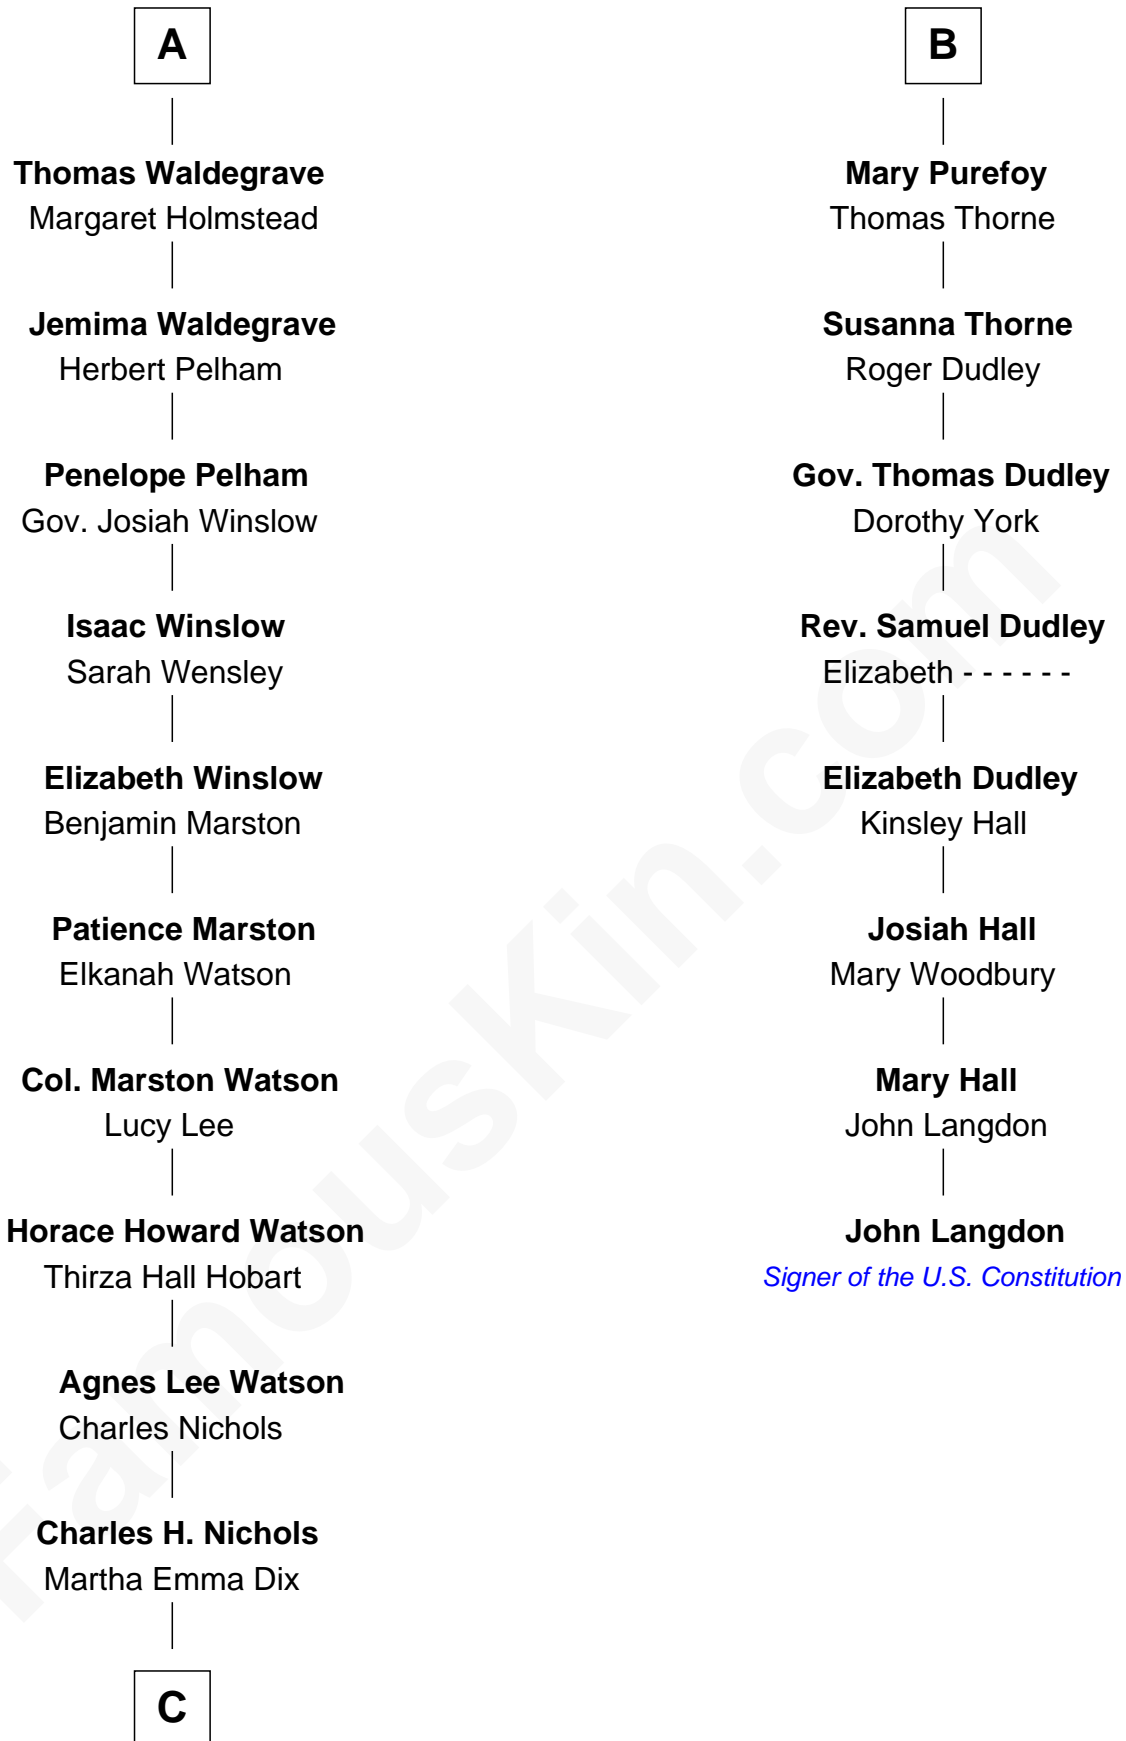 A
Thomas Waldegrave
Margaret Holmstead
Jemima Waldegrave
Herbert Pelham
Penelope Pelham
Gov. Josiah Winslow
Isaac Winslow
Sarah Wensley
Elizabeth Winslow
Benjamin Marston
Patience Marston
Elkanah Watson
Col. Marston Watson
Lucy Lee
Horace Howard Watson
Thirza Hall Hobart
Agnes Lee Watson
Charles Nichols
Charles H. Nichols
Martha Emma Dix
C
B
Mary Purefoy
Thomas Thorne
Susanna Thorne
Roger Dudley
Gov. Thomas Dudley
Dorothy York
Rev. Samuel Dudley
Elizabeth - - - - - -
Elizabeth Dudley
Kinsley Hall
Josiah Hall
Mary Woodbury
Mary Hall
John Langdon
John Langdon
Signer of the U.S. Constitution
FamousKin.com